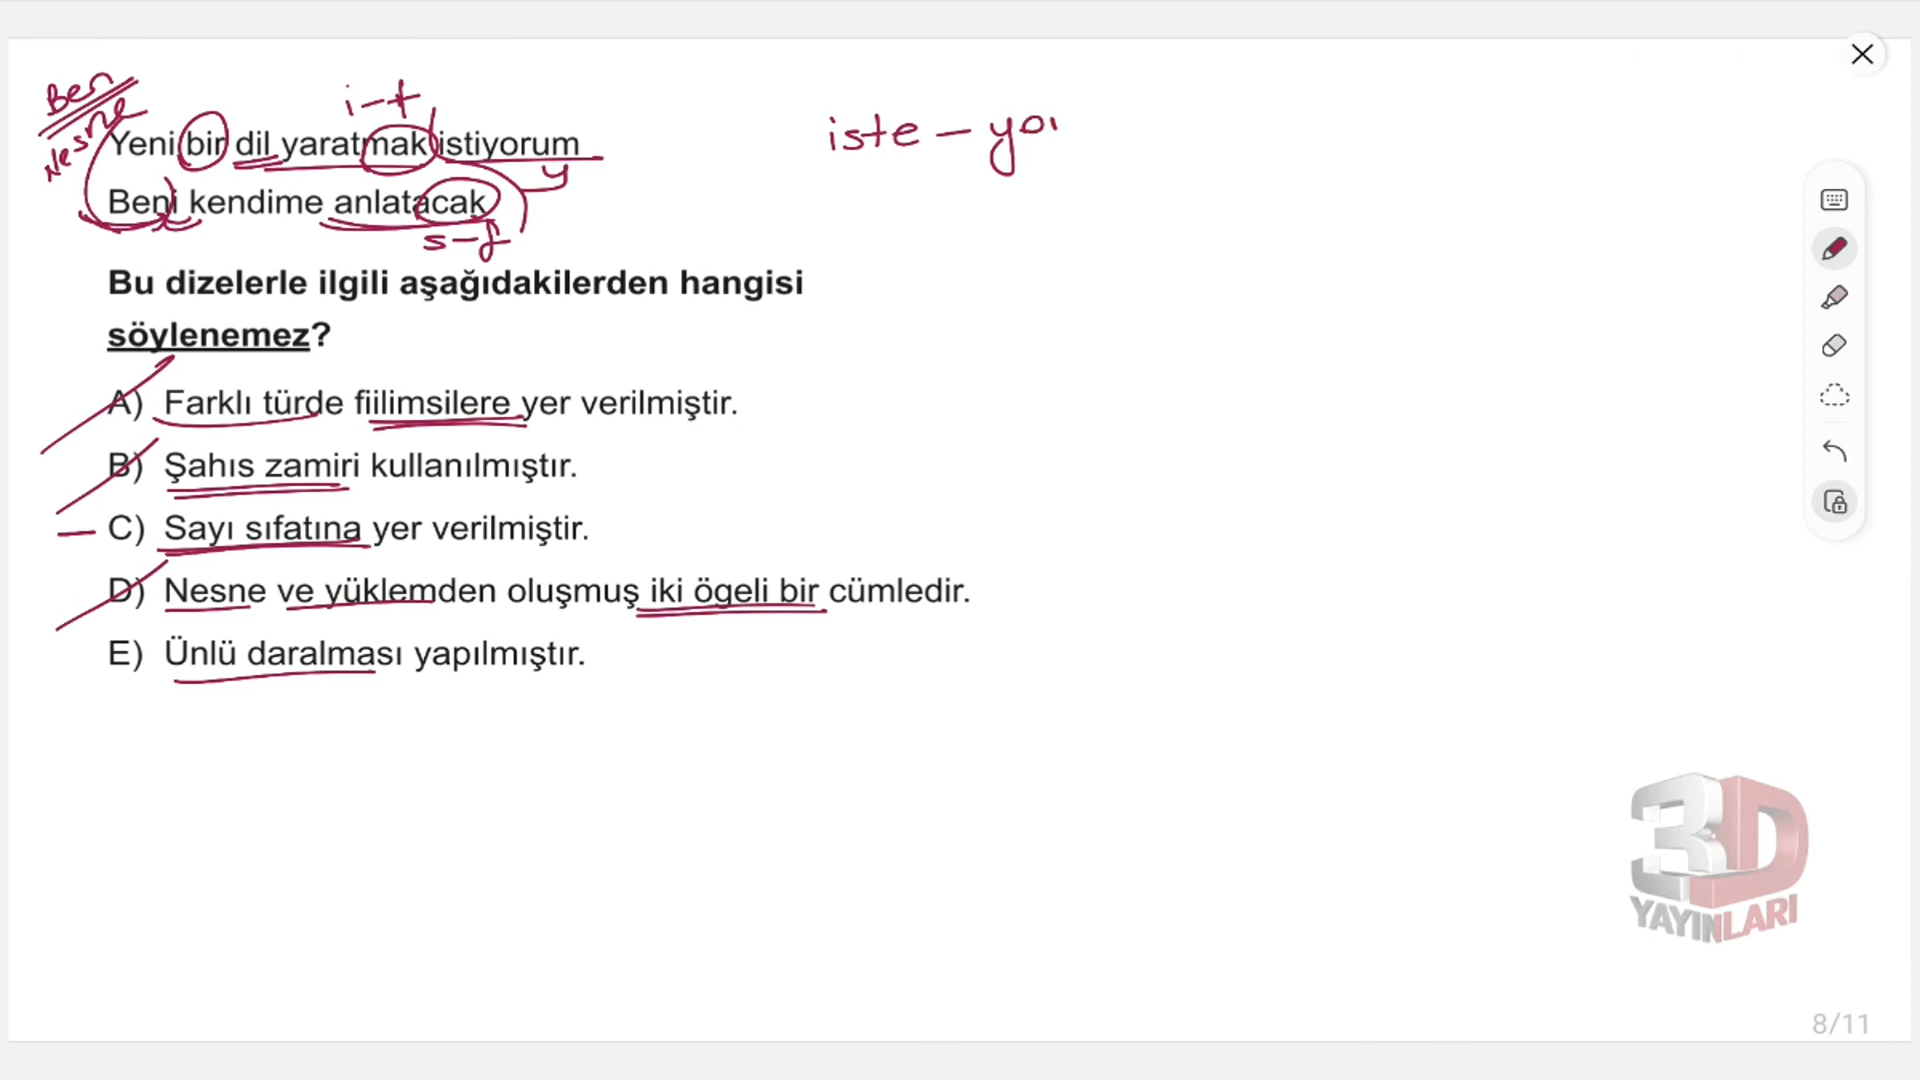 Ben
Nesne
i-f
Yeni bir dil yaratmak istiyorum
iste - yor
y
Beni kendime anlatacak
s-f
Bu dizelerle ilgili aşağıdakilerden hangisi
söylenemez?
A) Farklı türde fiilimsilere yer verilmiştir.
B) Şahıs zamiri kullanılmıştır.
C) Sayı sıfatına yer verilmiştir.
D) Nesne ve yüklemden oluşmuş iki ögeli bir cümledir.
E) Ünlü daralması yapılmıştır.
3D
YAYINLARI
8/11